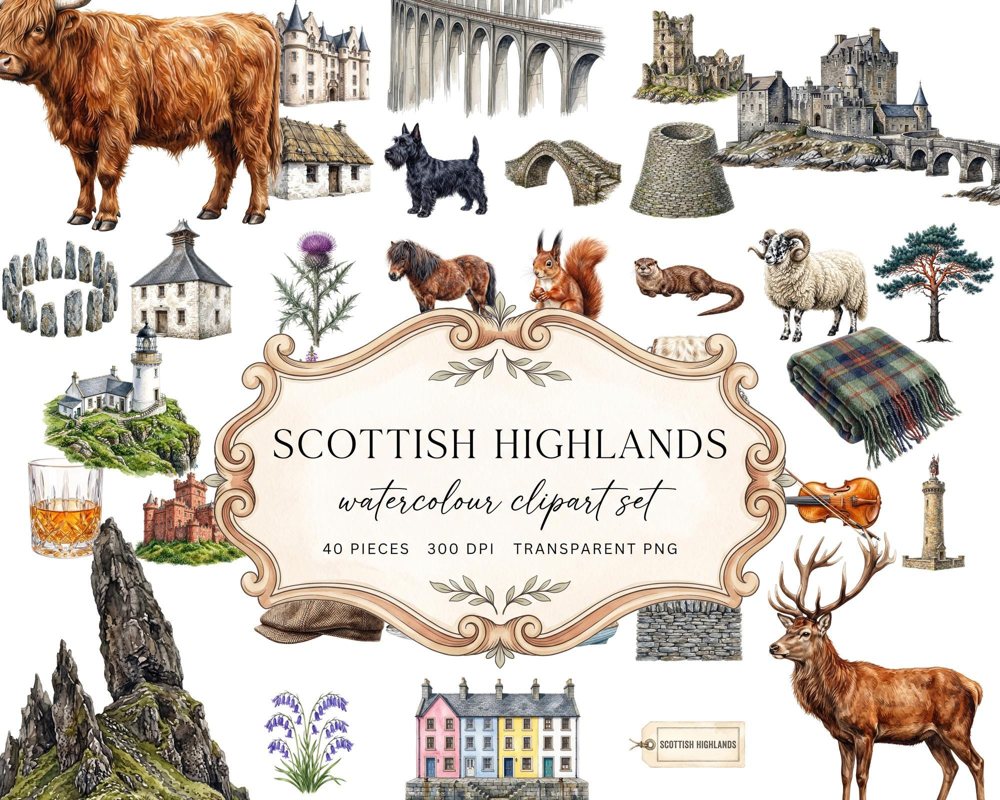 SCOTTISH HIGHLANDS
watercolour clipart set
40 PIECES 300 DPI TRANSPARENT PNG
SCOTTISH HIGHLANDS